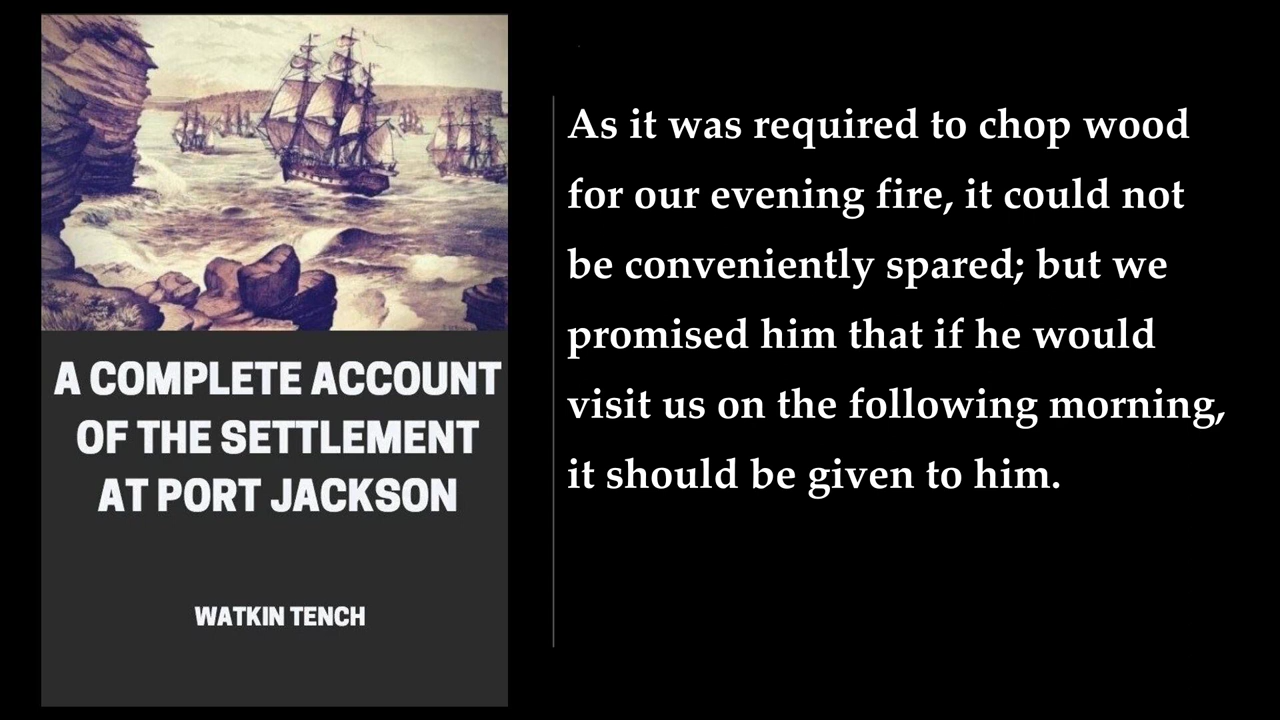 A COMPLETE ACCOUNT
OF THE SETTLEMENT
AT PORT JACKSON
WATKIN TENCH
As it was required to chop wood
for our evening fire, it could not
be conveniently spared; but we
promised him that if he would
visit us on the following morning,
it should be given to him.